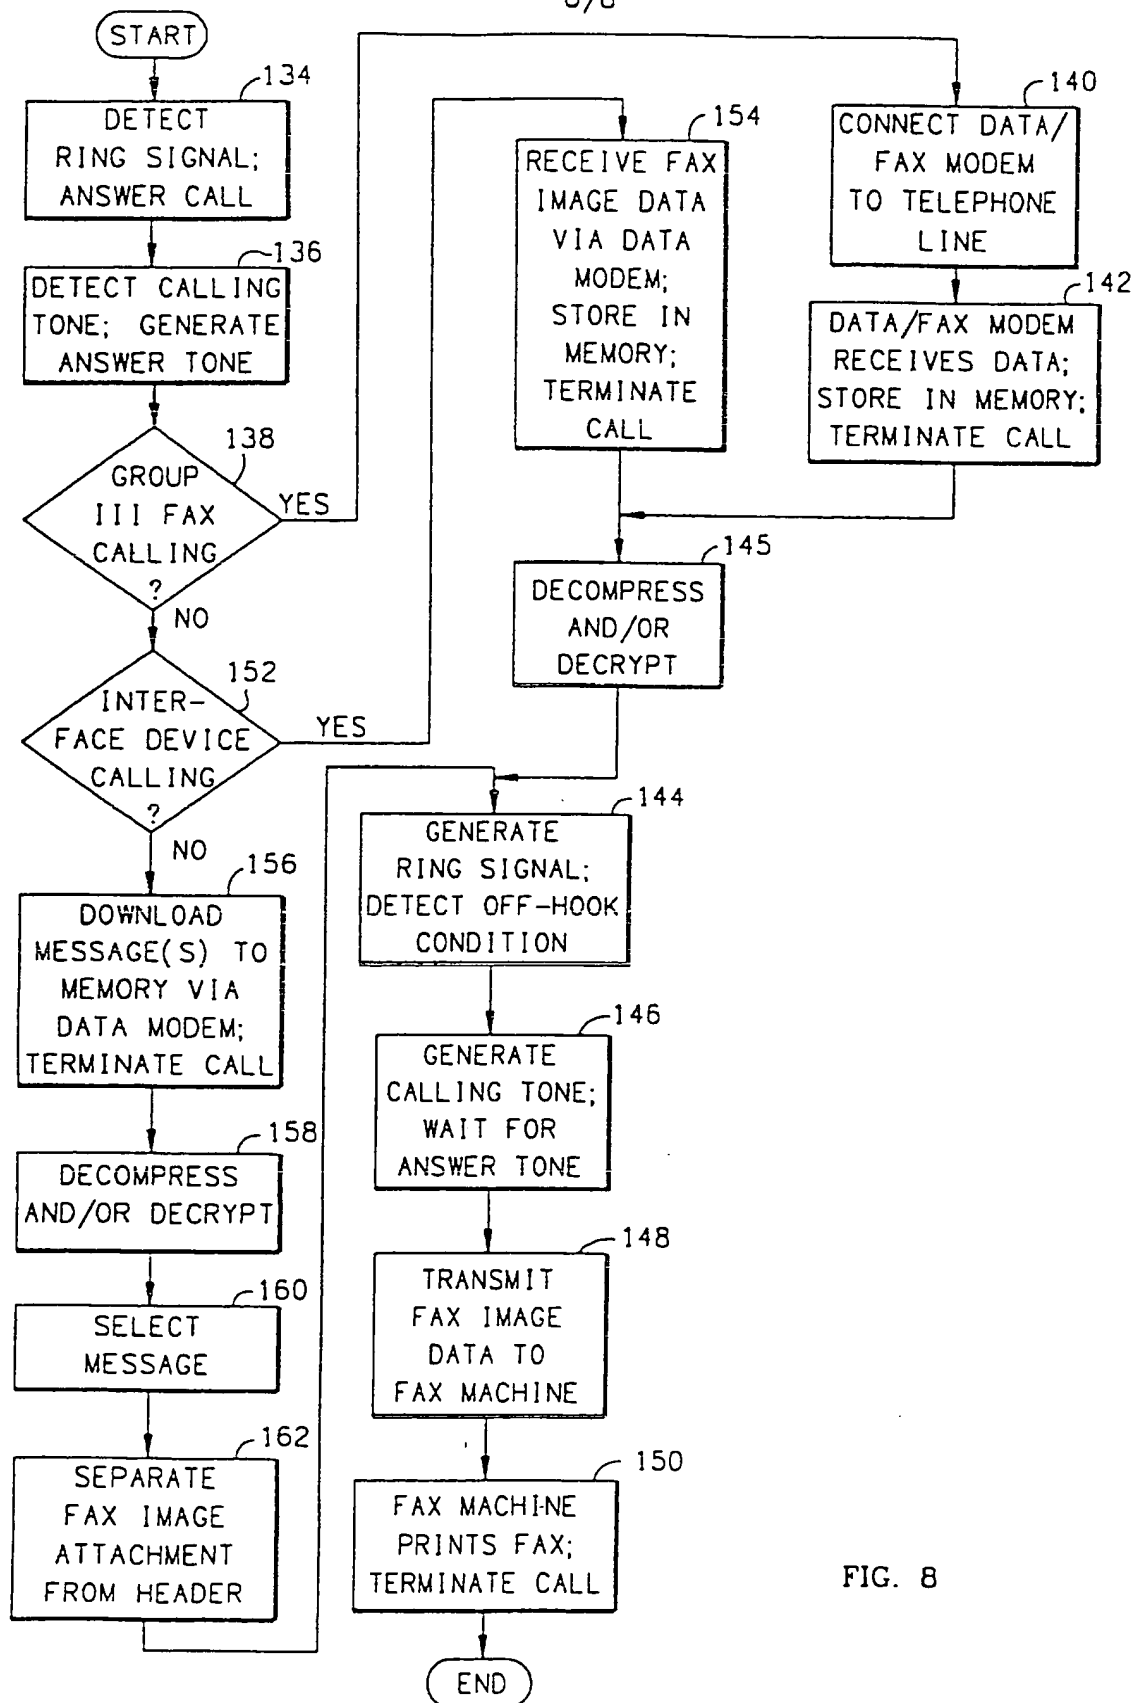 START
134
DETECT
RING SIGNAL;
ANSWER CALL
136
DETECT CALLING
TONE; GENERATE
ANSWER TONE
138
GROUP
III FAX
CALLING
?
YES
NO
152
INTER-
FACE DEVICE
CALLING
?
YES
NO
156
DOWNLOAD
MESSAGE(S) TO
MEMORY VIA
DATA MODEM;
TERMINATE CALL
158
DECOMPRESS
AND/OR DECRYPT
160
SELECT
MESSAGE
162
SEPARATE
FAX IMAGE
ATTACHMENT
FROM HEADER
154
RECEIVE FAX
IMAGE DATA
VIA DATA
MODEM;
STORE IN
MEMORY;
TERMINATE
CALL
140
CONNECT DATA/
FAX MODEM
TO TELEPHONE
LINE
142
DATA/FAX MODEM
RECEIVES DATA;
STORE IN MEMORY;
TERMINATE CALL
145
DECOMPRESS
AND/OR
DECRYPT
144
GENERATE
RING SIGNAL;
DETECT OFF-HOOK
CONDITION
146
GENERATE
CALLING TONE;
WAIT FOR
ANSWER TONE
148
TRANSMIT
FAX IMAGE
DATA TO
FAX MACHINE
150
FAX MACHINE
PRINTS FAX;
TERMINATE CALL
END
FIG. 8